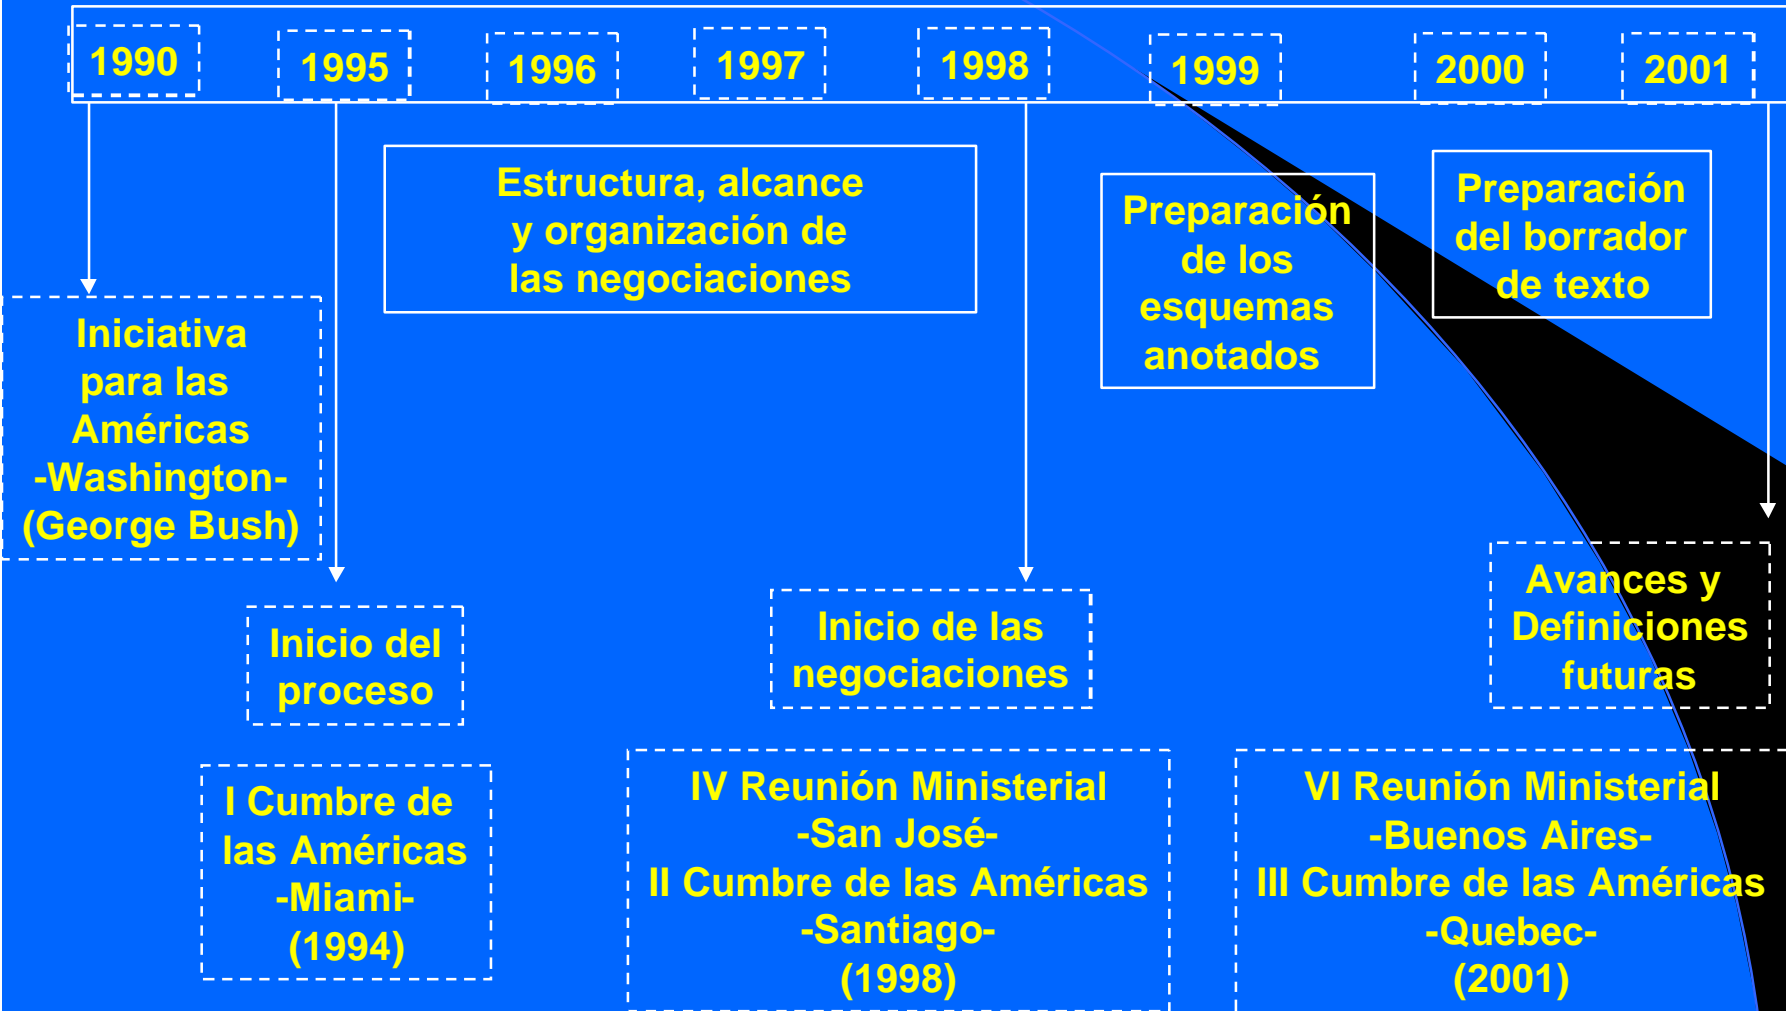 1990 1995 1996 1997 1998 1999 2000 2001
Estructura, alcance
y organización de
las negociaciones
Preparación
de los
esquemas
anotados
Preparación
del borrador
de texto
Iniciativa
para las
Américas
-Washington-
(George Bush)
Inicio del
proceso
Inicio de las
negociaciones
Avances y
Definiciones
futuras
I Cumbre de
las Américas
-Miami-
(1994)
IV Reunión Ministerial
-San José-
II Cumbre de las Américas
-Santiago-
(1998)
VI Reunión Ministerial
-Buenos Aires-
III Cumbre de las Américas
-Quebec-
(2001)